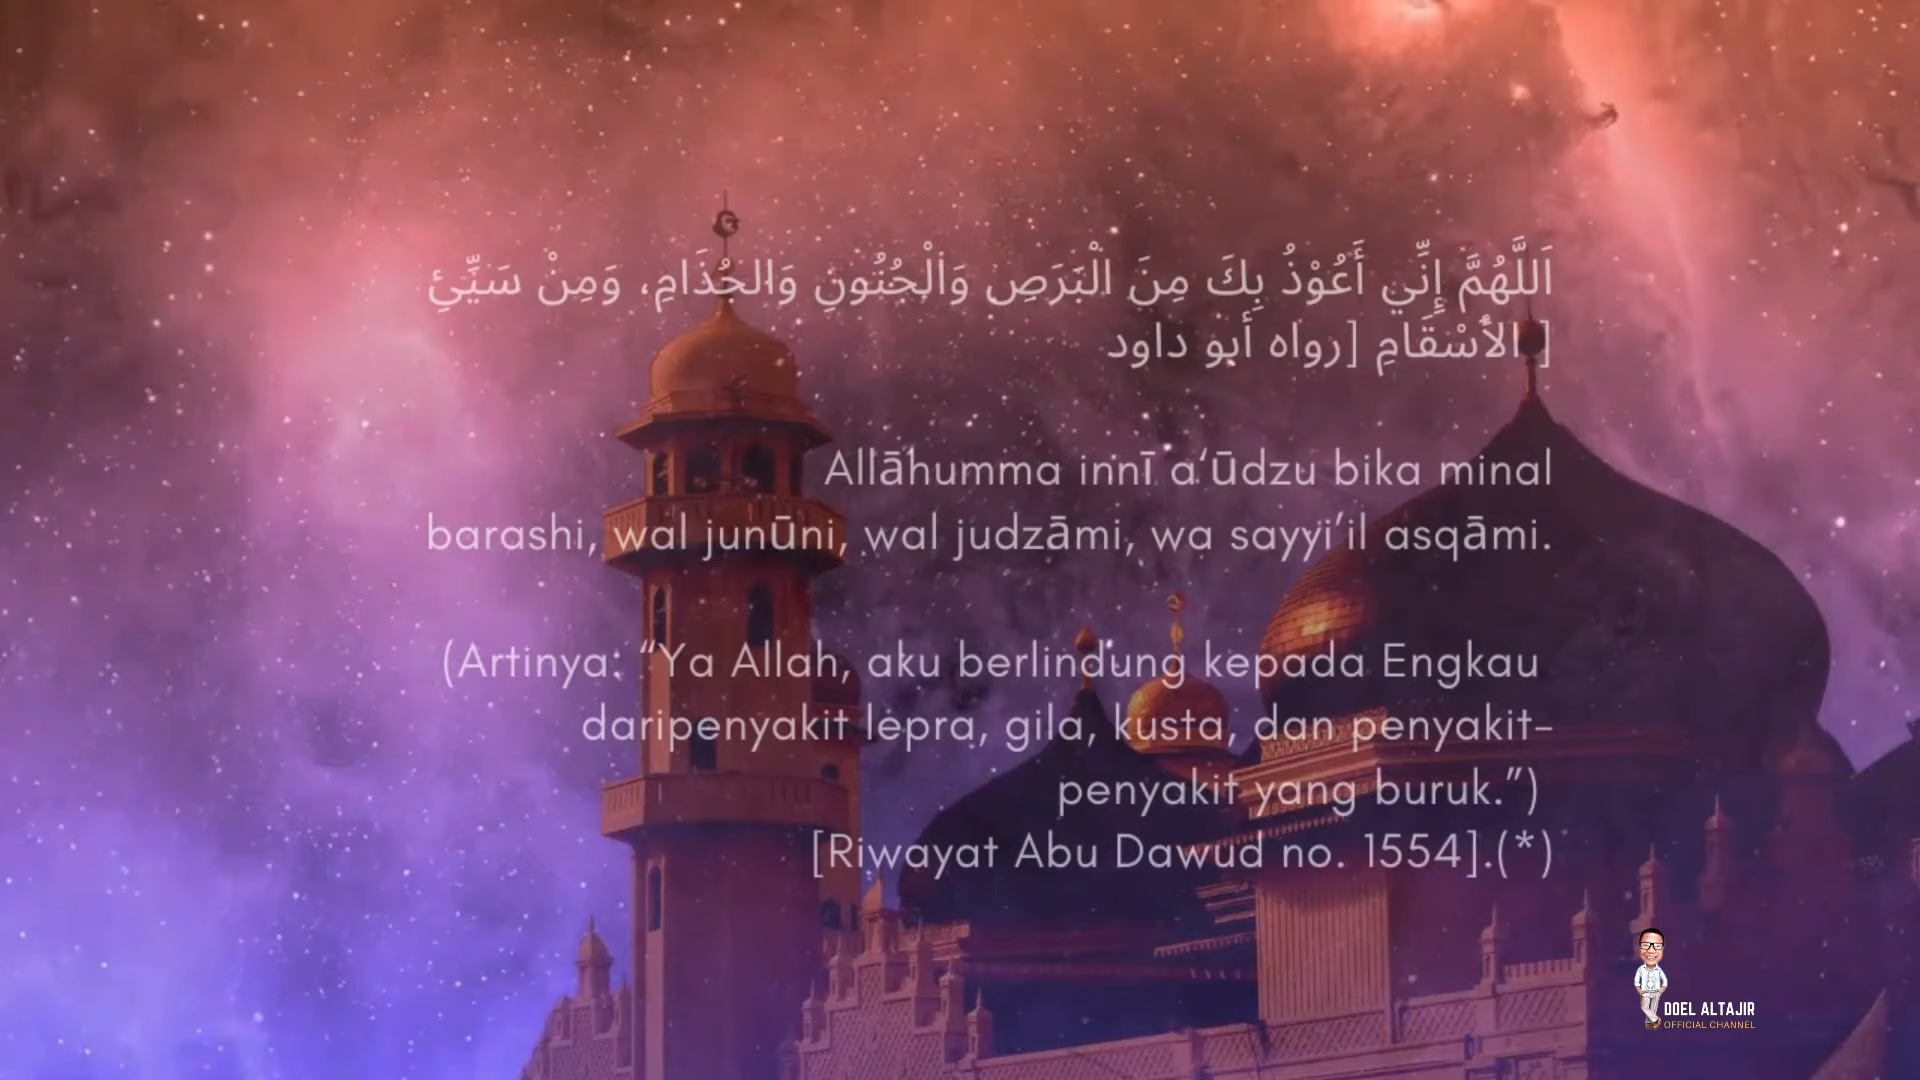 اَللَّهُمَّ إِنِّي أَعُوْذُ بِكَ مِنَ الْبَرَصِ وَالْجُنُونِ وَالجُذَامِ، وَمِنْ سَيِّئِ
[ الأَسْقَامِ [رواه أبو داود
Allāhumma innī a‘ūdzu bika minal
barashi, wal junūni, wal judzāmi, wa sayyi’il asqāmi.
(Artinya: “Ya Allah, aku berlindung kepada Engkau
daripenyakit lepra, gila, kusta, dan penyakit-
penyakit yang buruk.”)
[Riwayat Abu Dawud no. 1554].(*)
DOEL ALTAJIR
OFFICIAL CHANNEL